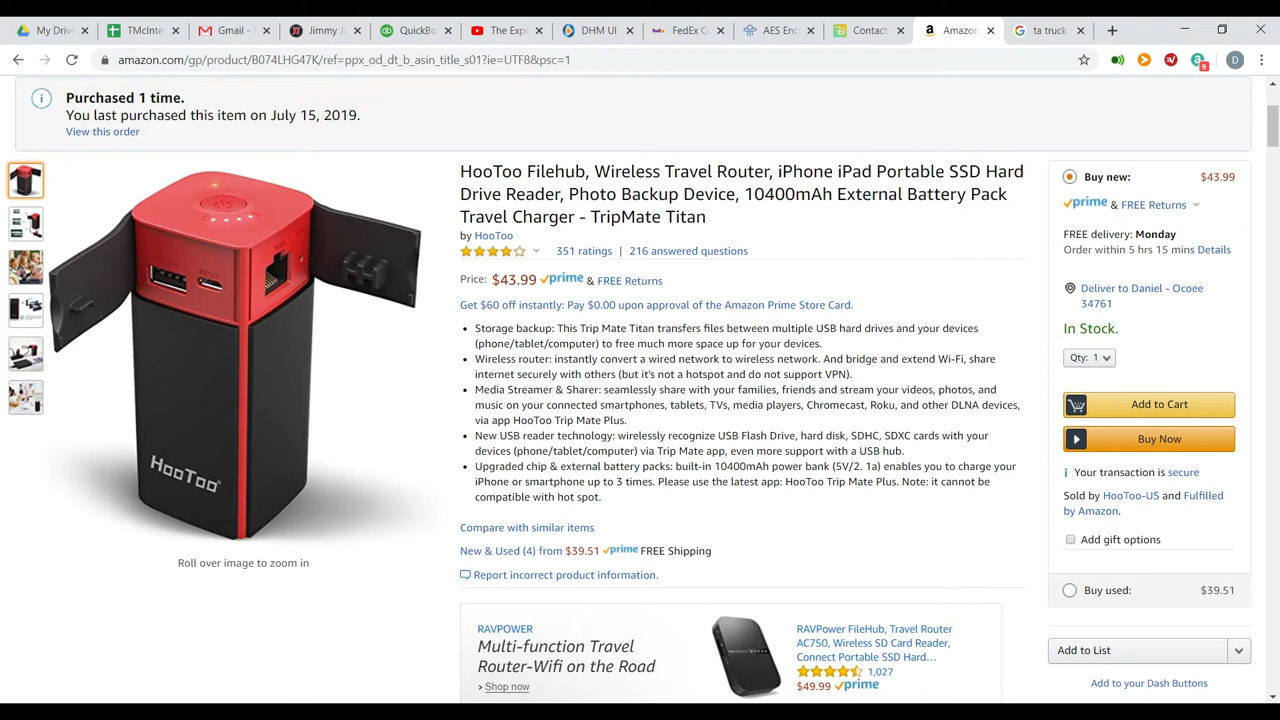 My Drive
TMcInte
Gmail -
Jimmy Jo
QuickBo
The Exp
DHM UI
FedEx Cu
AES Enc
Contact
Amazon
ta truck
amazon.com/gp/product/B074LHG47K/ref=ppx_od_dt_b_asin_title_s01?ie=UTF8&psc=1
D
9
Purchased 1 time.
You last purchased this item on July 15, 2019.
View this order
HooToo Filehub, Wireless Travel Router, iPhone iPad Portable SSD Hard
Drive Reader, Photo Backup Device, 10400mAh External Battery Pack
Travel Charger - TripMate Titan
by HooToo
351 ratings | 216 answered questions
Price: $43.99 prime & FREE Returns
Get $60 off instantly: Pay $0.00 upon approval of the Amazon Prime Store Card.
• Storage backup: This Trip Mate Titan transfers files between multiple USB hard drives and your devices
(phone/tablet/computer) to free much more space up for your devices.
• Wireless router: instantly convert a wired network to wireless network. And bridge and extend Wi-Fi, share
internet securely with others (but it's not a hotspot and do not support VPN).
• Media Streamer & Sharer: seamlessly share with your families, friends and stream your videos, photos, and
music on your connected smartphones, tablets, TVs, media players, Chromecast, Roku, and other DLNA devices,
via app HooToo Trip Mate Plus.
• New USB reader technology: wirelessly recognize USB Flash Drive, hard disk, SDHC, SDXC cards with your
devices (phone/tablet/computer) via Trip Mate app, even more support with a USB hub.
• Upgraded chip & external battery packs: built-in 10400mAh power bank (5V/2. 1a) enables you to charge your
iPhone or smartphone up to 3 times. Please use the latest app: HooToo Trip Mate Plus. Note: it cannot be
compatible with hot spot.
Compare with similar items
New & Used (4) from $39.51 prime FREE Shipping
Report incorrect product information.
INPUT
HooToo
Roll over image to zoom in
RAVPOWER
Multi-function Travel
Router-Wifi on the Road
› Shop now
RAVPower FileHub, Travel Router
AC750, Wireless SD Card Reader,
Connect Portable SSD Hard...
1,027
$49.99 prime
Buy new: $43.99
prime & FREE Returns
FREE delivery: Monday
Order within 5 hrs 15 mins Details
Deliver to Daniel - Ocoee
34761
In Stock.
Qty: 1
Add to Cart
Buy Now
Your transaction is secure
Sold by HooToo-US and Fulfilled
by Amazon.
Add gift options
Buy used: $39.51
Add to List
Add to your Dash Buttons